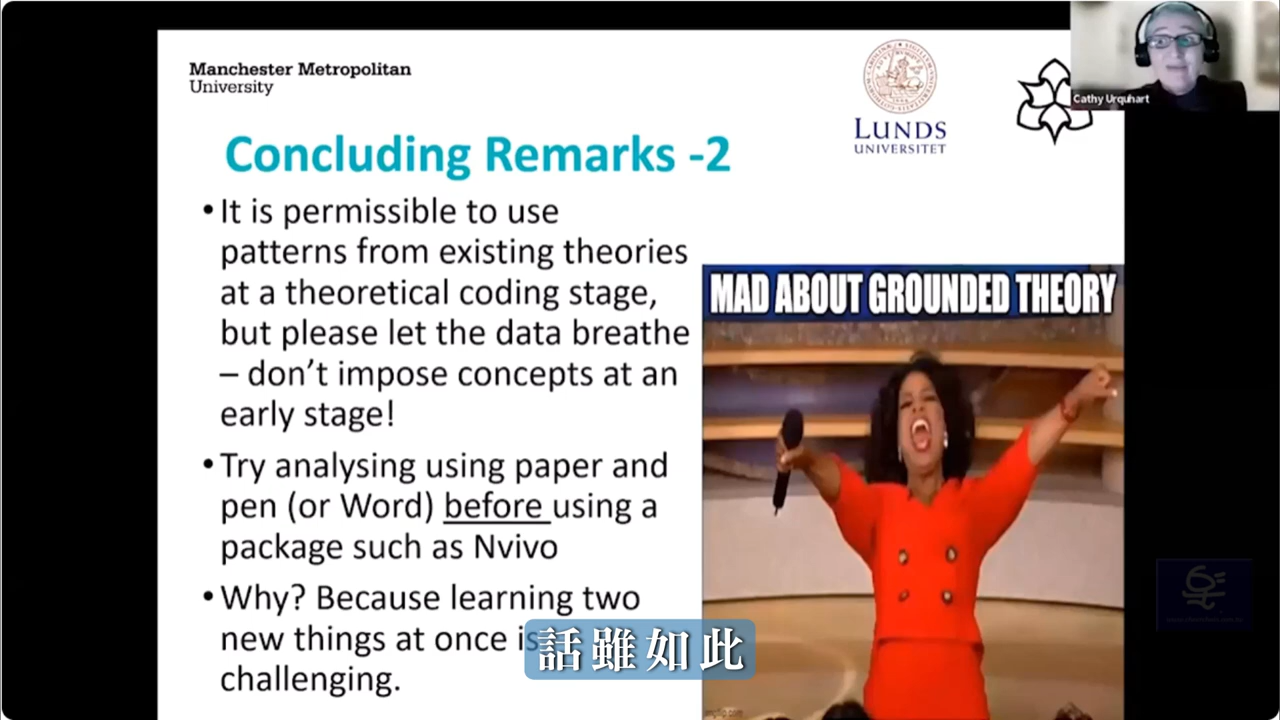 Manchester Metropolitan
University
LUNDS
UNIVERSITET
Cathy Urquhart
Concluding Remarks -2
• It is permissible to use
patterns from existing theories
at a theoretical coding stage,
but please let the data breathe
– don’t impose concepts at an
early stage!
• Try analysing using paper and
pen (or Word) before using a
package such as Nvivo
• Why? Because learning two
new things at once is
challenging.
MAD ABOUT GROUNDED THEORY
話雖如此